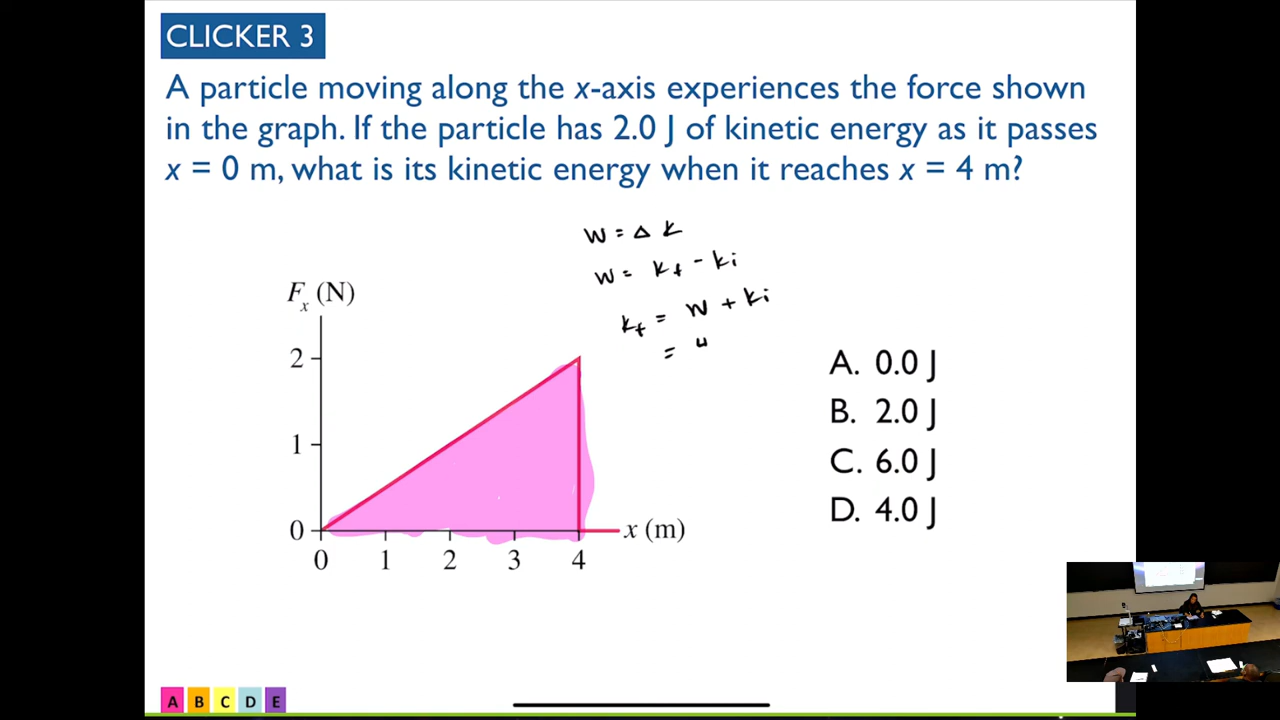 CLICKER 3
A particle moving along the x-axis experiences the force shown
in the graph. If the particle has 2.0 J of kinetic energy as it passes
x = 0 m, what is its kinetic energy when it reaches x = 4 m?
W = Δ K
W = Kf - Ki
Kf = W + Ki
= 4
Fx (N)
2
1
0
0 1 2 3 4
x (m)
A. 0.0 J
B. 2.0 J
C. 6.0 J
D. 4.0 J
A B C D E